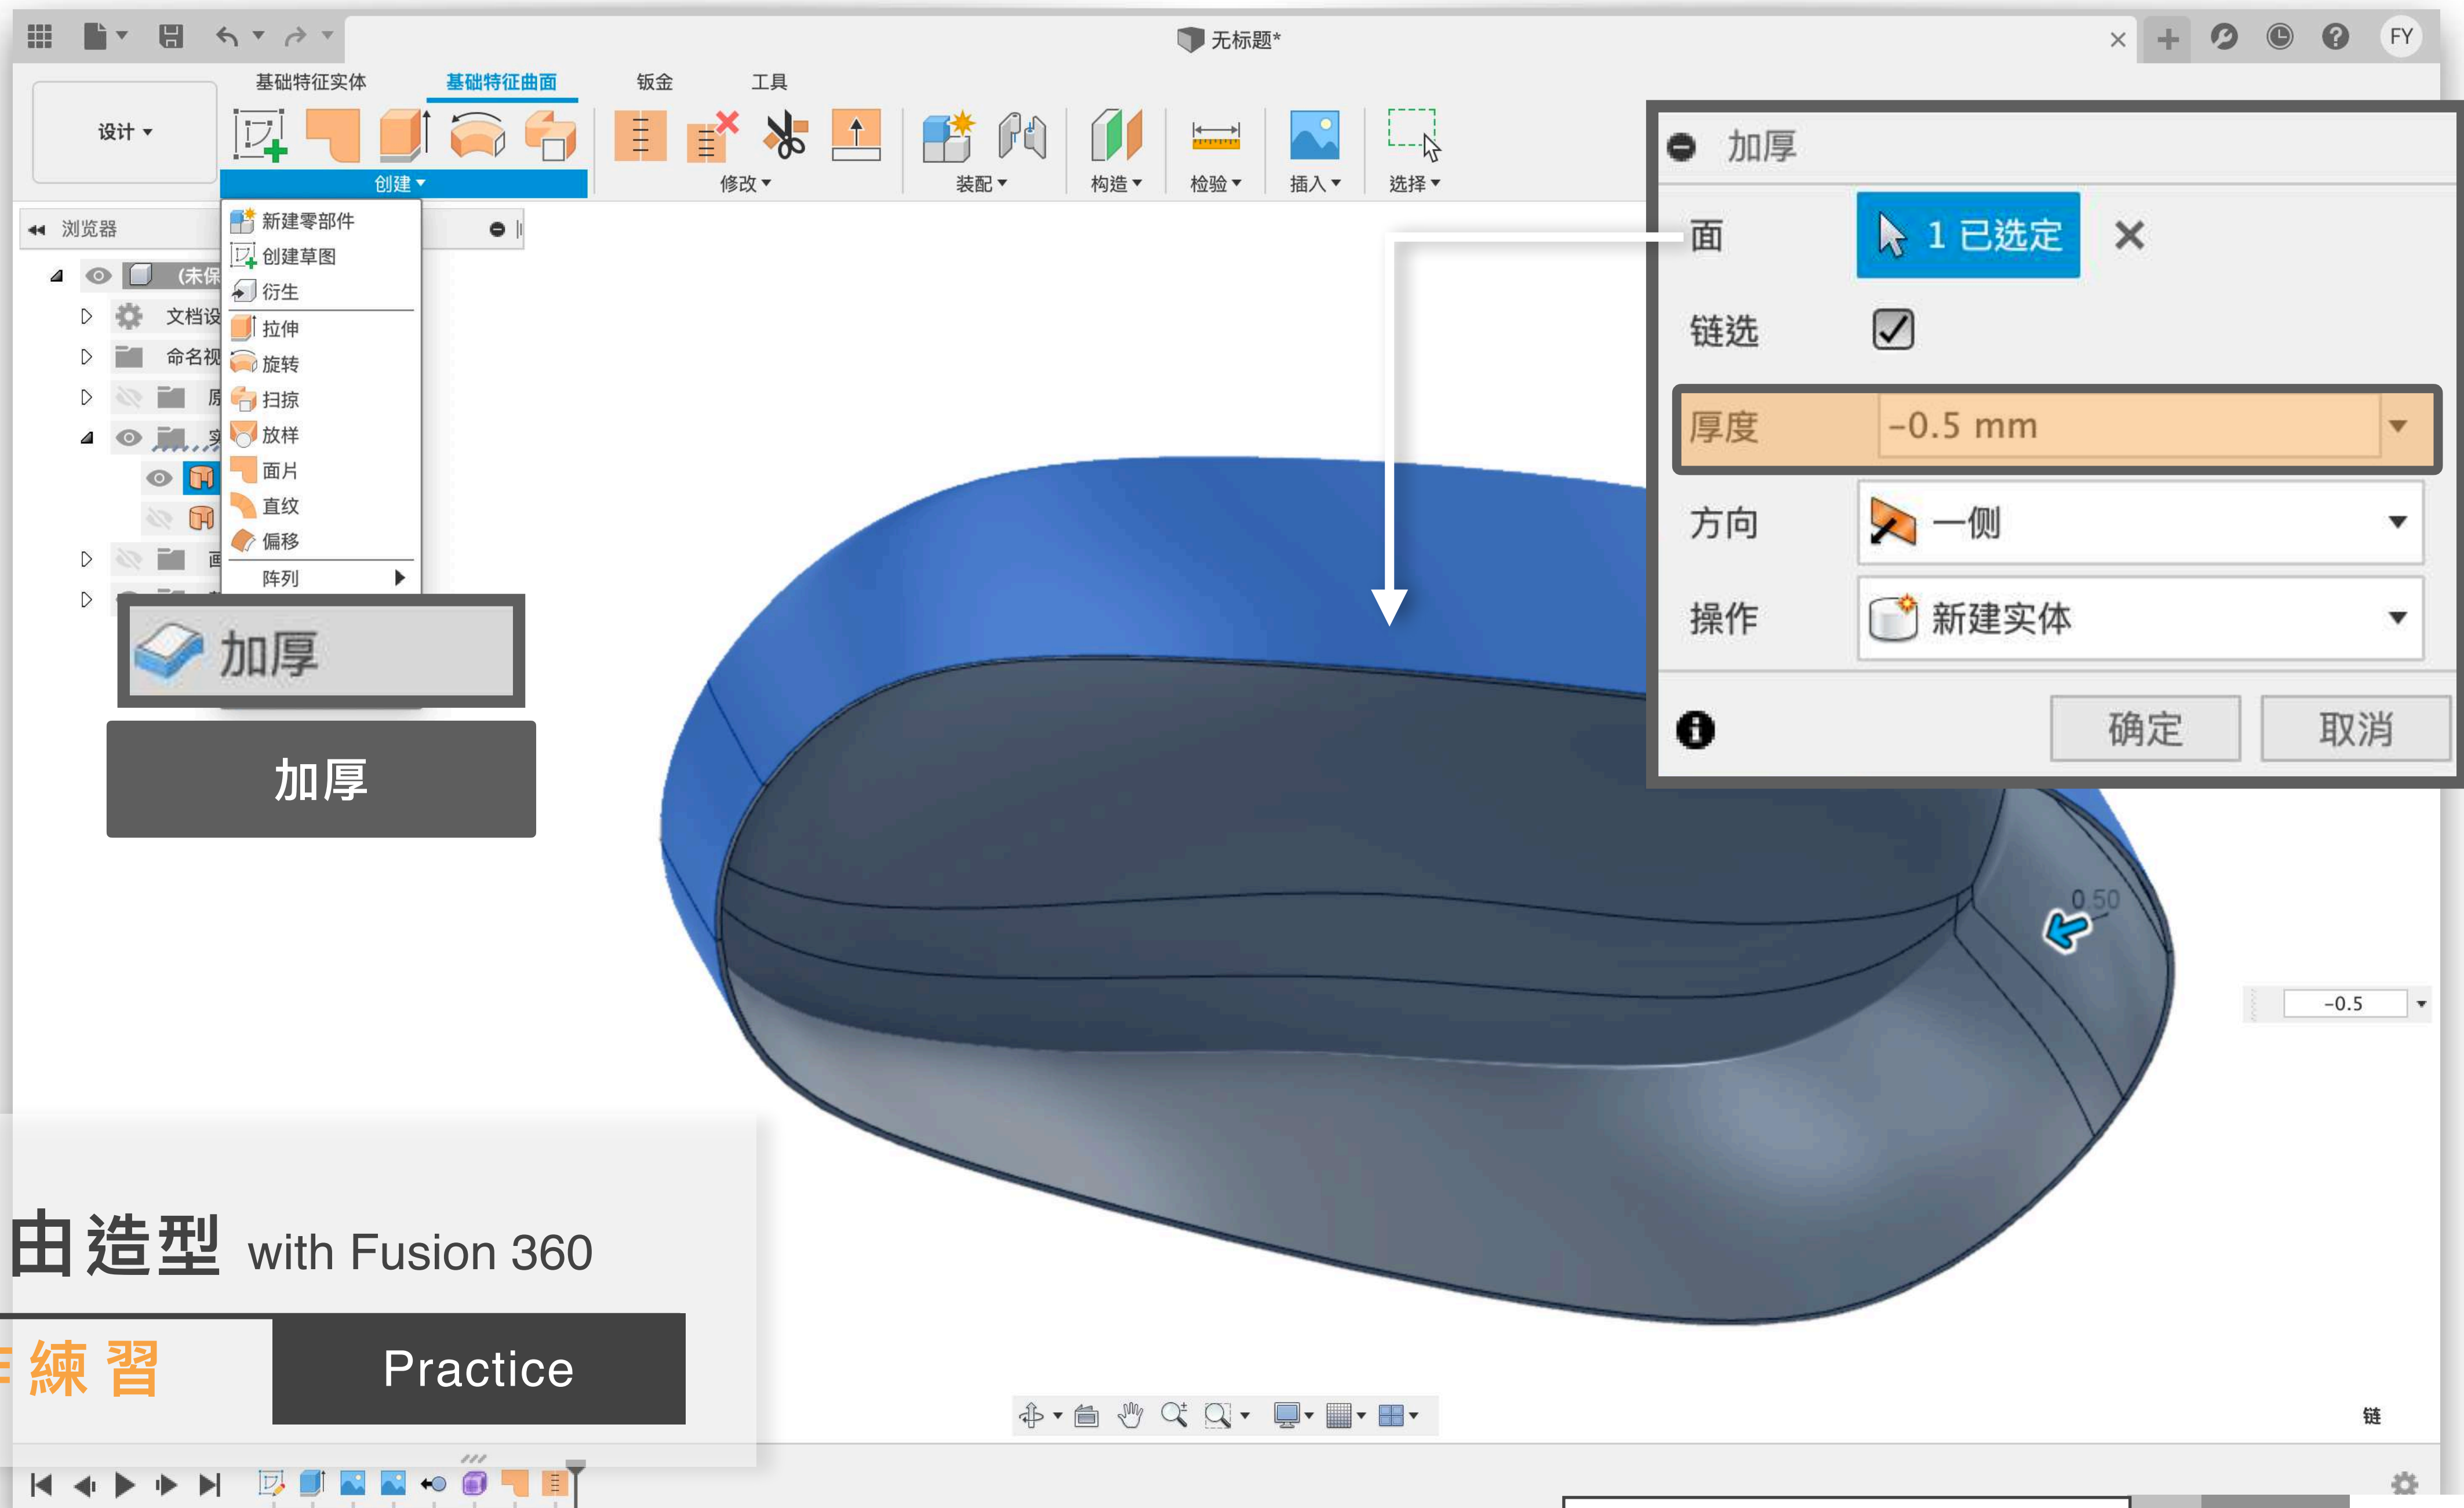 无标题*
FY
基础特征实体
基础特征曲面
钣金
工具
设计
创建
修改
装配
构造
检验
插入
选择
浏览器
(未保
文档设
命名视
新建零部件
创建草图
衍生
拉伸
旋转
扫掠
放样
面片
直纹
偏移
阵列
加厚
加厚
加厚
面
1 已选定
链选
厚度
-0.5 mm
方向
一侧
操作
新建实体
确定
取消
0.50
-0.5
由造型 with Fusion 360
練習
Practice
链